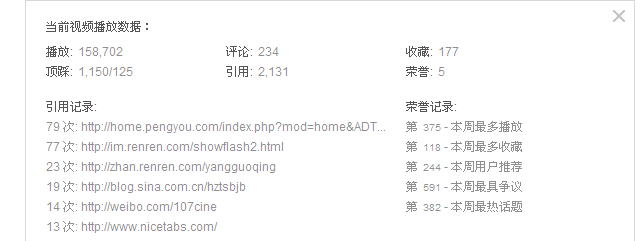 当前视频播放数据：
播放: 158,702 评论: 234 收藏: 177
顶踩: 1,150/125 引用: 2,131 荣誉: 5
引用记录: 荣誉记录:
79 次: http://home.pengyou.com/index.php?mod=home&ADT... 第 375 - 本周最多播放
77 次: http://im.renren.com/showflash2.html 第 118 - 本周最多收藏
23 次: http://zhan.renren.com/yangguoqing 第 244 - 本周用户推荐
19 次: http://blog.sina.com.cn/hztsbjb 第 591 - 本周最具争议
14 次: http://weibo.com/107cine 第 382 - 本周最热话题
13 次: http://www.nicetabs.com/